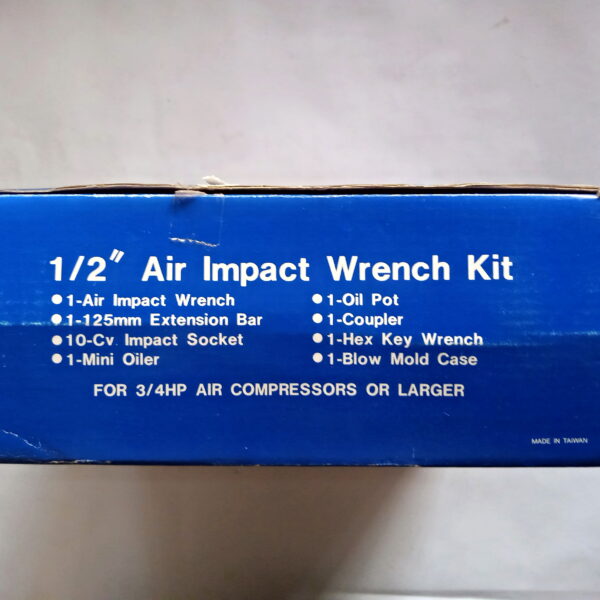 1/2" Air Impact Wrench Kit
●1-Air Impact Wrench
●1-125mm Extension Bar
●10-Cv. Impact Socket
●1-Mini Oiler
●1-Oil Pot
●1-Coupler
●1-Hex Key Wrench
●1-Blow Mold Case
FOR 3/4HP AIR COMPRESSORS OR LARGER
MADE IN TAIWAN